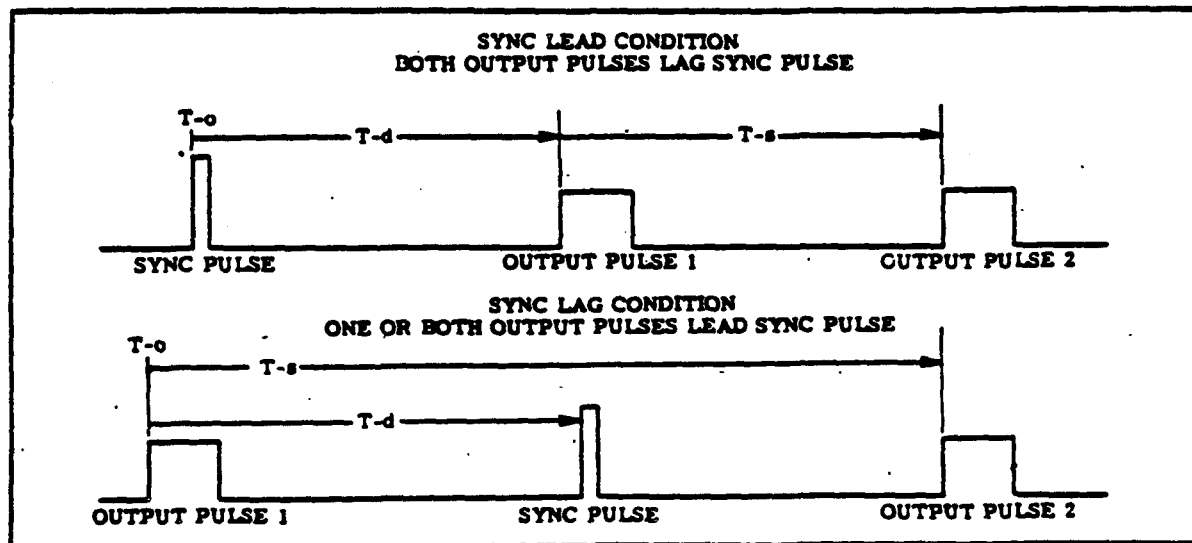 SYNC LEAD CONDITION
BOTH OUTPUT PULSES LAG SYNC PULSE
T-o
T-d
T-s
SYNC PULSE
OUTPUT PULSE 1
OUTPUT PULSE 2
SYNC LAG CONDITION
ONE OR BOTH OUTPUT PULSES LEAD SYNC PULSE
T-o
T-s
T-d
OUTPUT PULSE 1
SYNC PULSE
OUTPUT PULSE 2